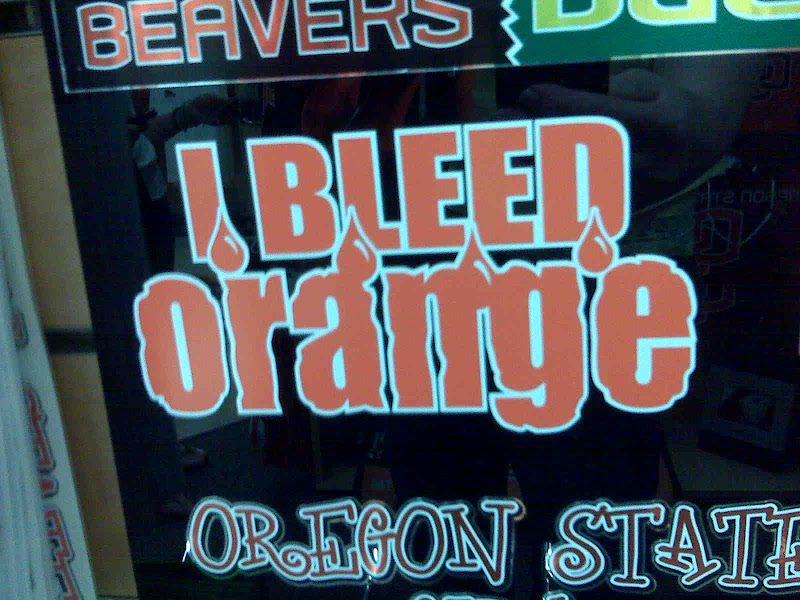 BEAVERS
I BLEED
orange
OREGON STATE